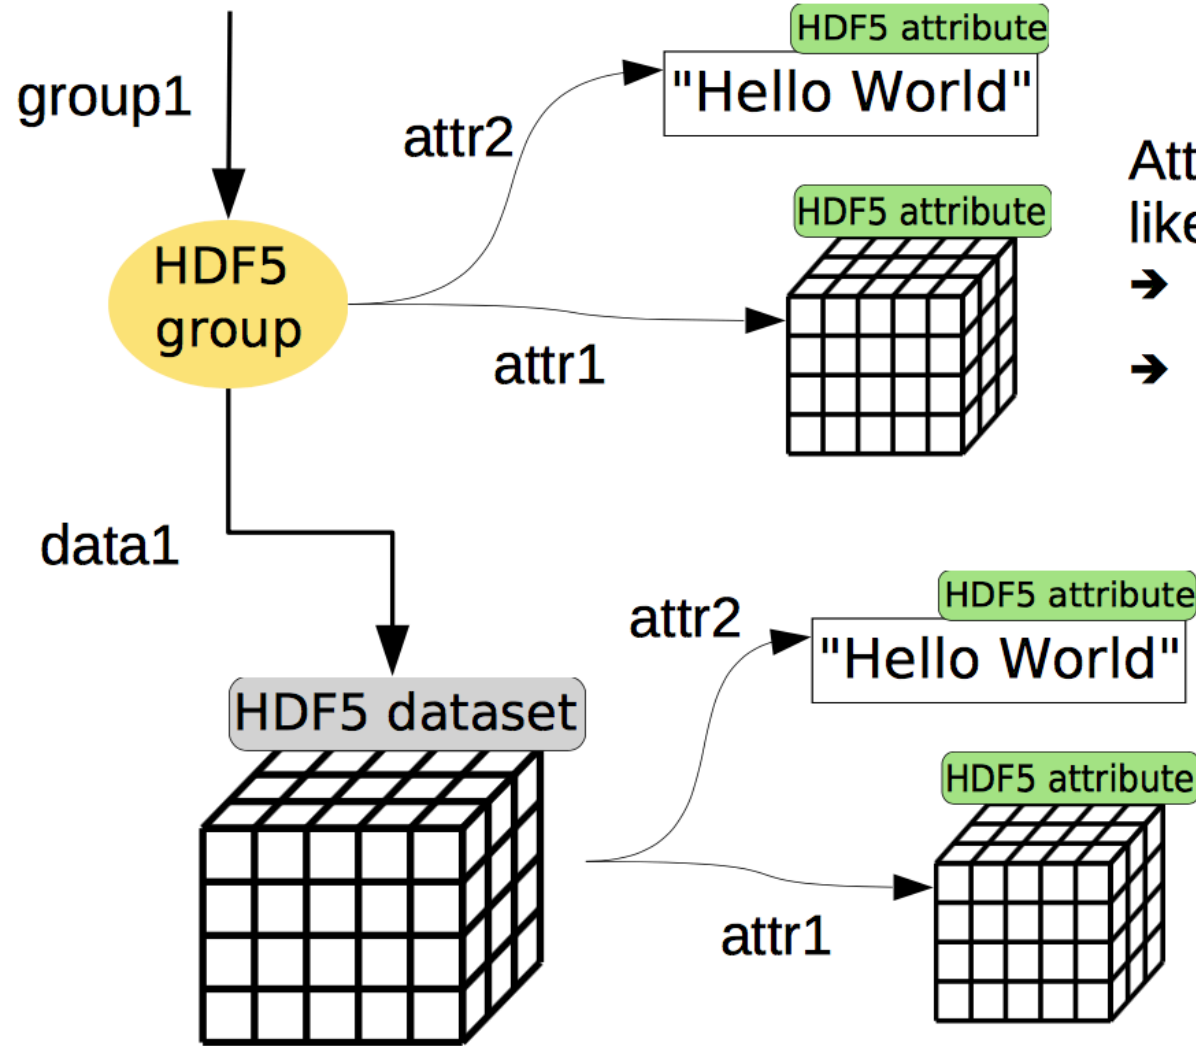 HDF5 attribute
"Hello World"
group1
attr2
HDF5 attribute
HDF5
group
attr1
data1
HDF5 attribute
attr2
"Hello World"
HDF5 dataset
HDF5 attribute
attr1